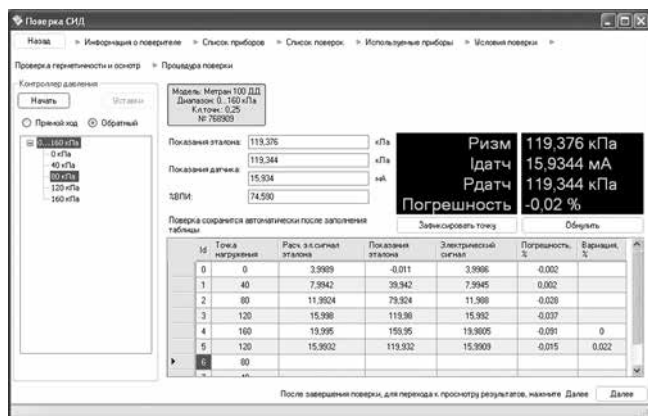 Поверка СИД
Назад » Информация о поверителе » Список приборов » Список поверок » Используемые приборы » Условия поверки »
Проверка герметичности и осмотр » Процедура поверки
Контроллер давления
Начать Уставки
Прямой ход Обратный
0...160 кПа
0 кПа
40 кПа
80 кПа
120 кПа
160 кПа
Модель: Метран 100 ДД
Диапазон: 0...160 кПа
Кл.точн.: 0,25
№ 768909
Показания эталона: 119,376 кПа
119,344 кПа
Показания датчика:
15,934 мА
%ВПИ: 74,590
Ризм 119,376 кПа
Iдатч 15,9344 мА
Рдатч 119,344 кПа
Погрешность -0,02 %
Поверка сохранится автоматически после заполнения таблицы
Зафиксировать точку Обнулить
Id Точка нагружения Расч. эл.сигнал эталона Показания эталона Электрический сигнал Погрешность, % Вариация, %
0 0 3,9989 -0,011 3,9986 -0,002
1 40 7,9942 39,942 7,9945 0,002
2 80 11,9924 79,924 11,988 -0,028
3 120 15,998 119,98 15,992 -0,037
4 160 19,995 159,95 19,9805 -0,091 0
5 120 15,9932 119,932 15,9909 -0,015 0,022
6 80
После завершения поверки, для перехода к просмотру результатов, нажмите Далее Далее